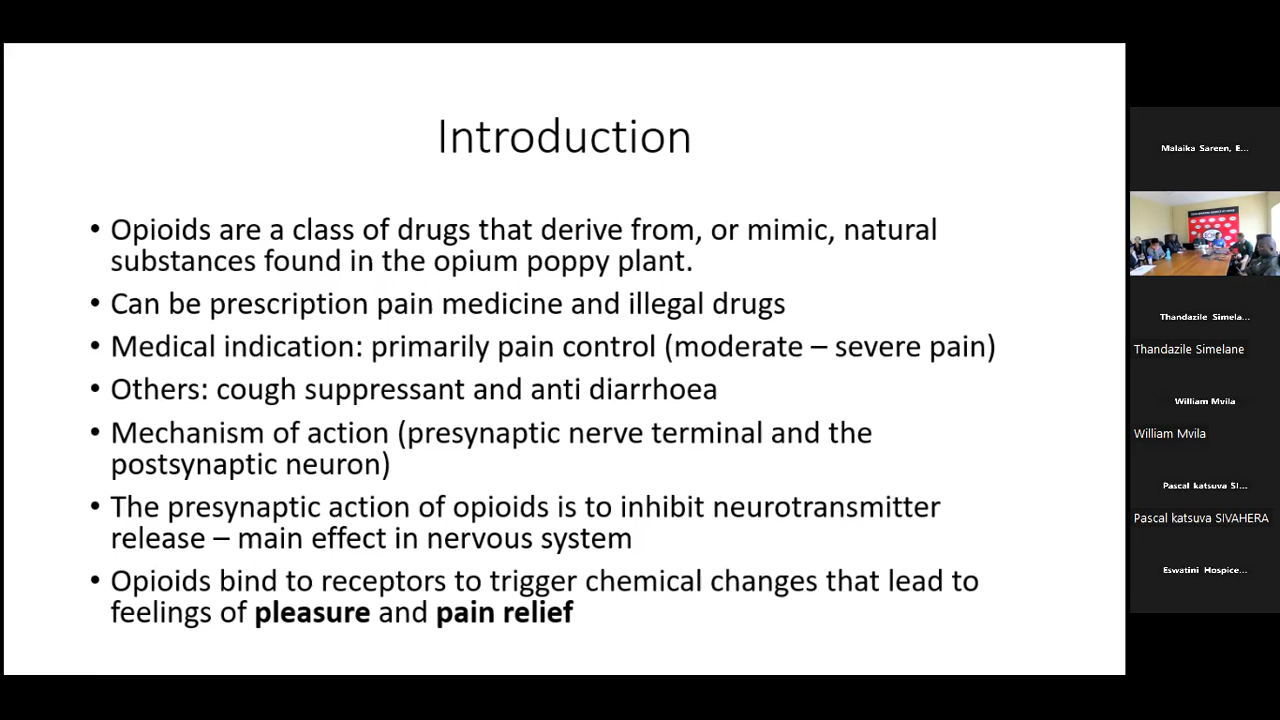 Introduction
• Opioids are a class of drugs that derive from, or mimic, natural
substances found in the opium poppy plant.
• Can be prescription pain medicine and illegal drugs
• Medical indication: primarily pain control (moderate – severe pain)
• Others: cough suppressant and anti diarrhoea
• Mechanism of action (presynaptic nerve terminal and the
postsynaptic neuron)
• The presynaptic action of opioids is to inhibit neurotransmitter
release – main effect in nervous system
• Opioids bind to receptors to trigger chemical changes that lead to
feelings of pleasure and pain relief
Malaika Sareen, E...
Thandazile Simela...
Thandazile Simelane
William Mvila
William Mvila
Pascal katsuva SI...
Pascal katsuva SIVAHERA
Eswatini Hospice...